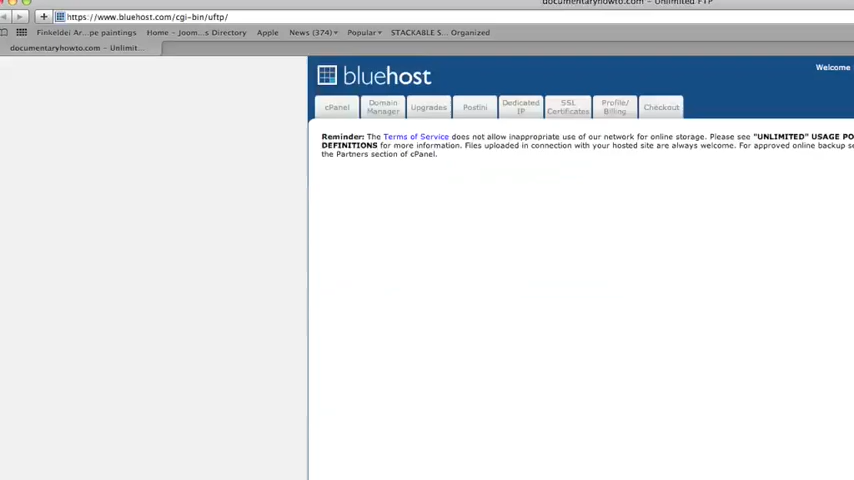 documentaryhowto.com – Unlimited FTP
https://www.bluehost.com/cgi-bin/uftp/
Finkeldei Ar...pe paintings Home – Joom...s Directory Apple News (374) Popular STACKABLE S... Organized
documentaryhowto.com – Unlimit...
bluehost
Welcome
cPanel Domain Manager Upgrades Postini Dedicated IP SSL Certificates Profile/ Billing Checkout
Reminder: The Terms of Service does not allow inappropriate use of our network for online storage. Please see "UNLIMITED" USAGE PO
DEFINITIONS for more information. Files uploaded in connection with your hosted site are always welcome. For approved online backup se
the Partners section of cPanel.